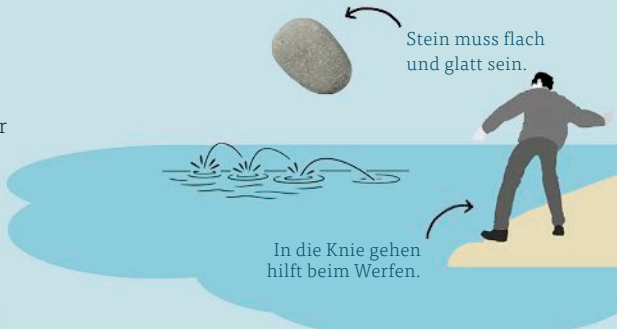 Stein muss flach
und glatt sein.
In die Knie gehen
hilft beim Werfen.